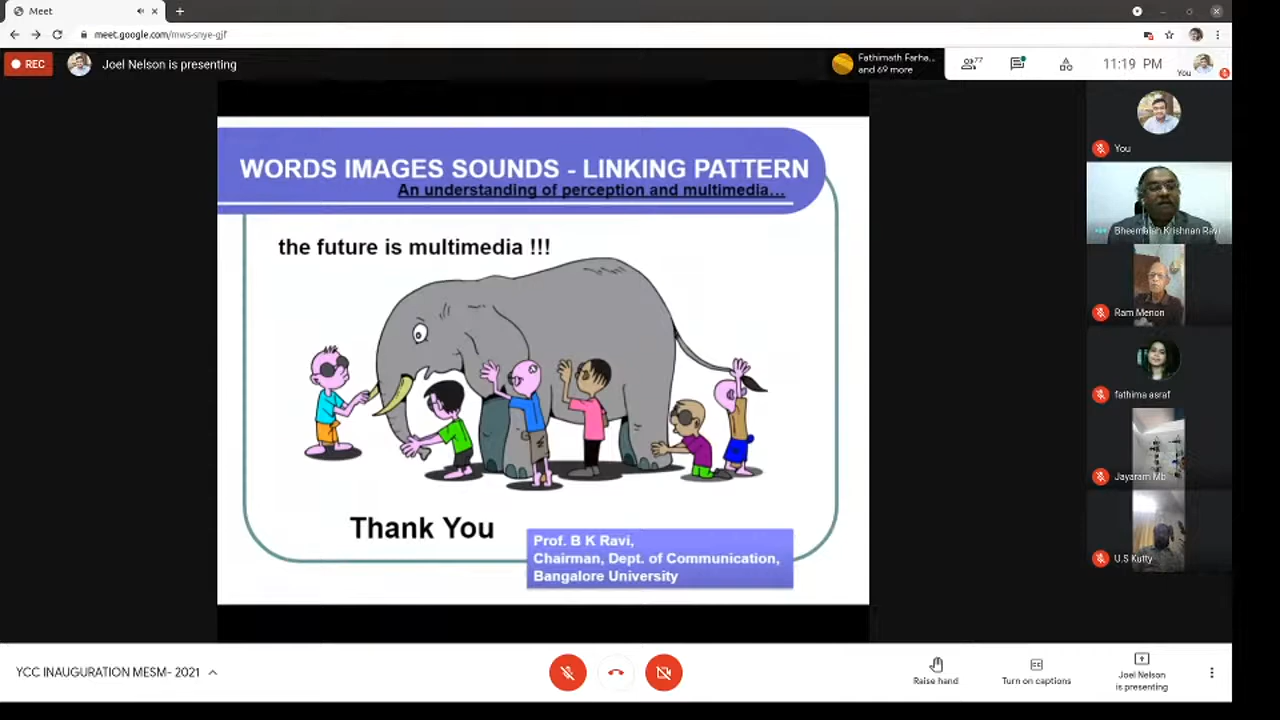 Meet
meet.google.com/mws-snye-gjf
REC
Joel Nelson is presenting
Fathimath Farha...
and 69 more
77
11:19 PM
You
WORDS IMAGES SOUNDS - LINKING PATTERN
An understanding of perception and multimedia...
the future is multimedia !!!
Thank You
Prof. B K Ravi,
Chairman, Dept. of Communication,
Bangalore University
You
Bheemaiah Krishnan Ravi
Ram Menon
fathima asraf
Jayaram Mb
U.S Kutty
YCC INAUGURATION MESM- 2021
Raise hand
Turn on captions
Joel Nelson
is presenting